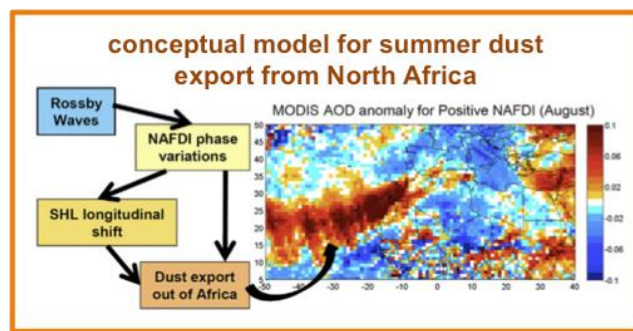 conceptual model for summer dust
export from North Africa
Rossby
Waves
NAFDI phase
variations
SHL longitudinal
shift
Dust export
out of Africa
MODIS AOD anomaly for Positive NAFDI (August)
50
45
40
35
30
25
20
15
10
5
-50 -40 -30 -20 -10 0 10 20 30 40
0.1
0.06
0.02
-0.02
-0.06
-0.1